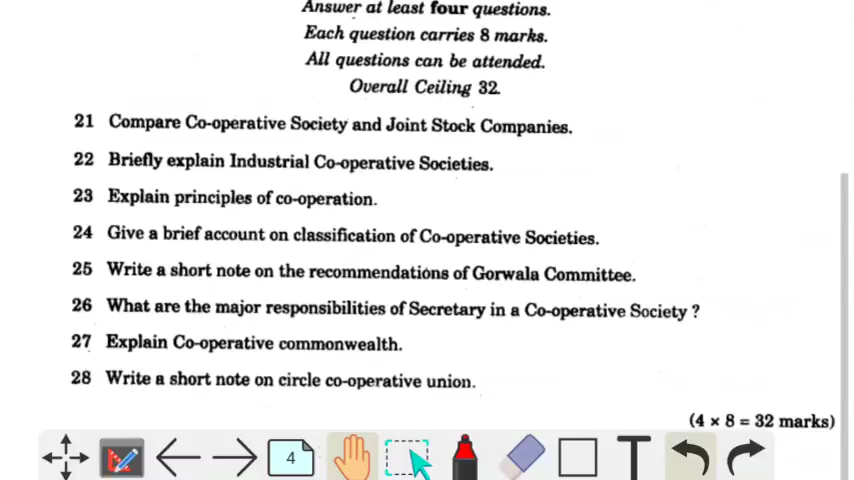 Answer at least four questions.
Each question carries 8 marks.
All questions can be attended.
Overall Ceiling 32.
21 Compare Co-operative Society and Joint Stock Companies.
22 Briefly explain Industrial Co-operative Societies.
23 Explain principles of co-operation.
24 Give a brief account on classification of Co-operative Societies.
25 Write a short note on the recommendations of Gorwala Committee.
26 What are the major responsibilities of Secretary in a Co-operative Society ?
27 Explain Co-operative commonwealth.
28 Write a short note on circle co-operative union.
(4 × 8 = 32 marks)
4
T